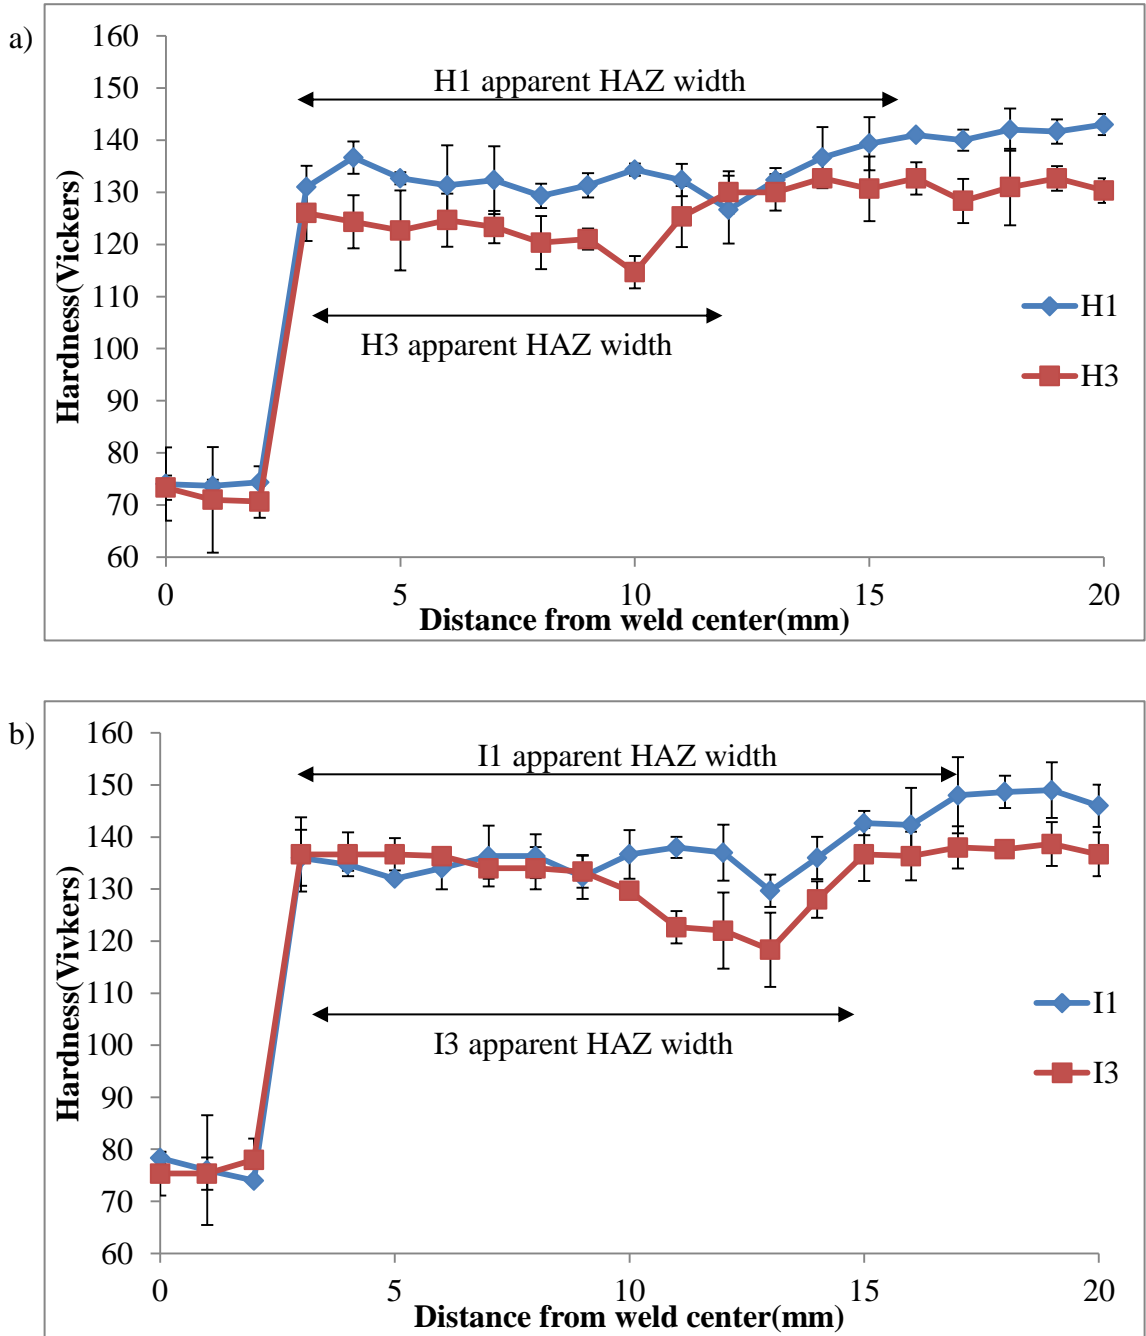 a)
160
150
140
130
120
110
100
90
80
70
60
Hardness(Vickers)
H1 apparent HAZ width
H3 apparent HAZ width
H1
H3
0 5 10 15 20
Distance from weld center(mm)
b)
160
150
140
130
120
110
100
90
80
70
60
Hardness(Vivkers)
I1 apparent HAZ width
I3 apparent HAZ width
I1
I3
0 5 10 15 20
Distance from weld center(mm)